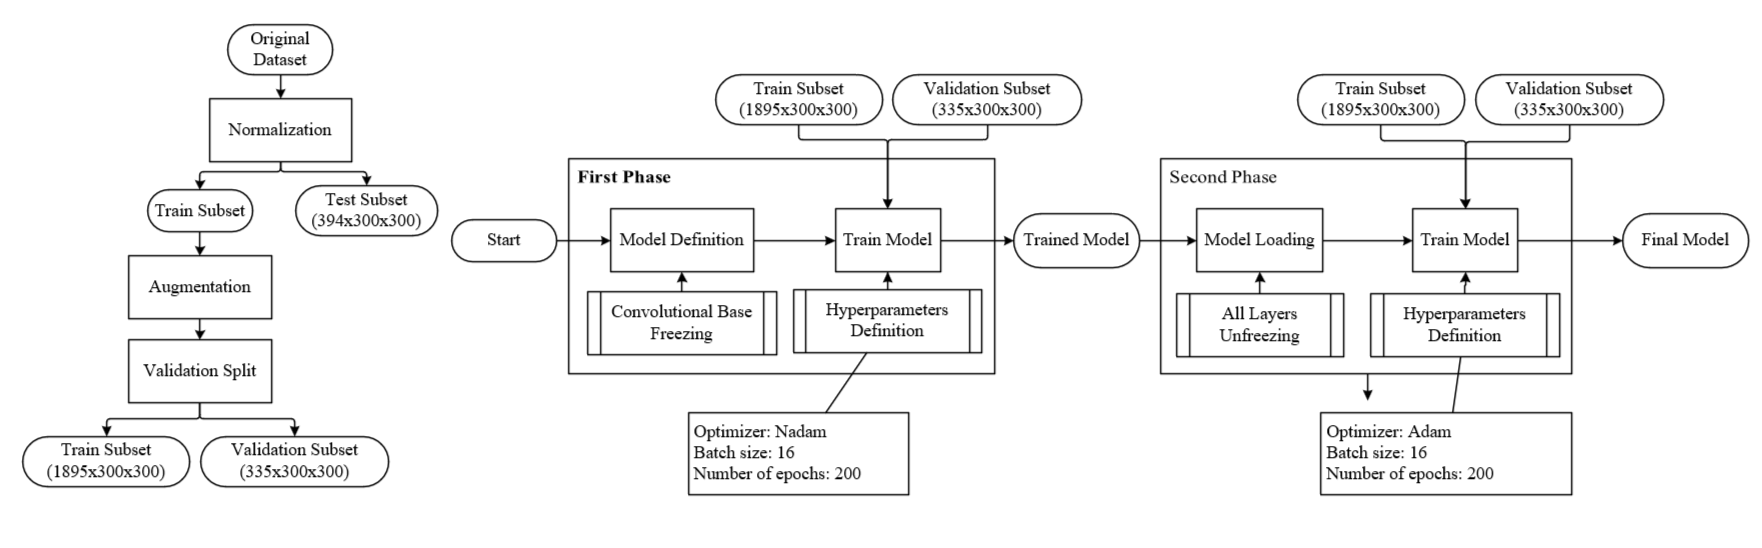 Original
Dataset
Normalization
Train Subset
Test Subset
(394x300x300)
Augmentation
Validation Split
Train Subset
(1895x300x300)
Validation Subset
(335x300x300)
Train Subset
(1895x300x300)
Validation Subset
(335x300x300)
First Phase
Start
Model Definition
Train Model
Convolutional Base
Freezing
Hyperparameters
Definition
Optimizer: Nadam
Batch size: 16
Number of epochs: 200
Trained Model
Train Subset
(1895x300x300)
Validation Subset
(335x300x300)
Second Phase
Model Loading
Train Model
All Layers
Unfreezing
Hyperparameters
Definition
Optimizer: Adam
Batch size: 16
Number of epochs: 200
Final Model